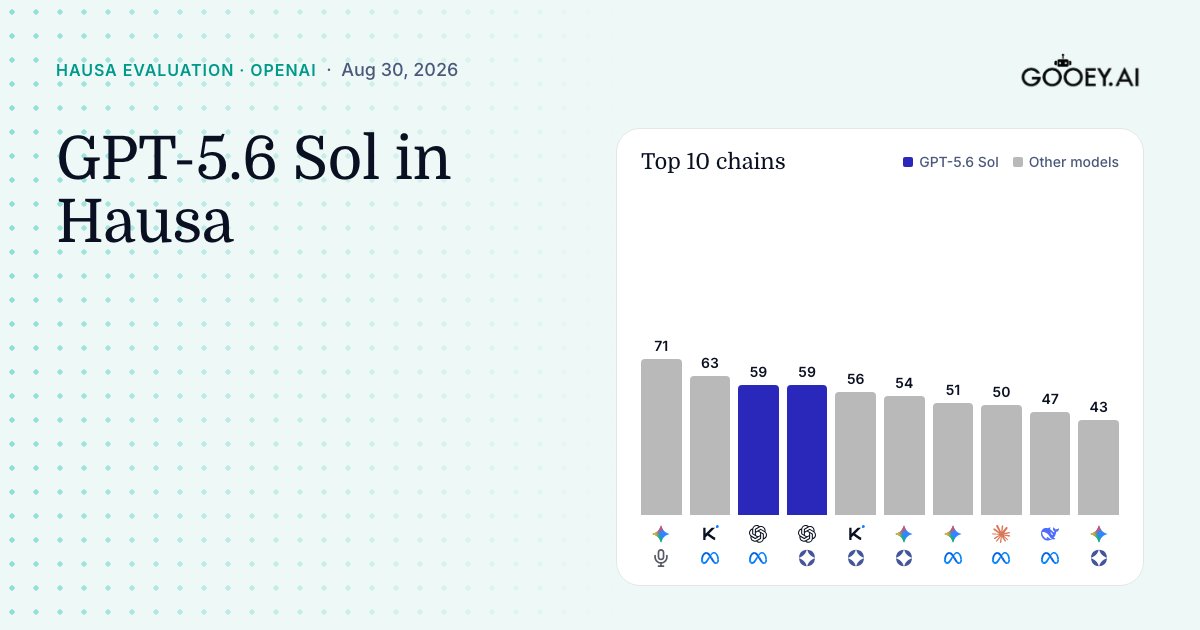 HAUSA EVALUATION · OPENAI · Aug 30, 2026
GOOEY.AI
GPT-5.6 Sol in
Hausa
Top 10 chains
GPT-5.6 Sol
Other models
71
63
59
59
56
54
51
50
47
43